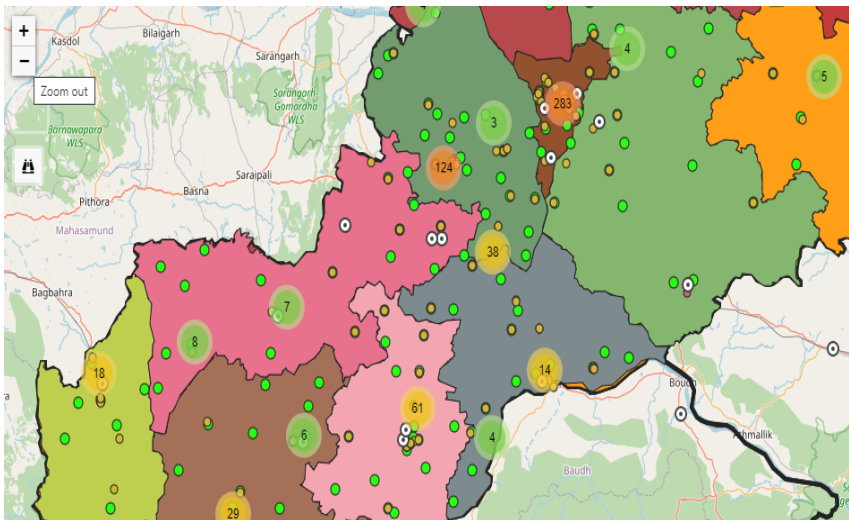 +
Kasdol
Bilaigarh
−
Sarangarh
4
5
Zoom out
Sarangarh
Gomaraha
WLS
283
3
Barnawapara
WLS
124
Saraipali
Basna
Pithora
Mahasamund
38
Bagbahra
7
8
18
14
Boudh
61
6
4
Athmallik
Baudh
29